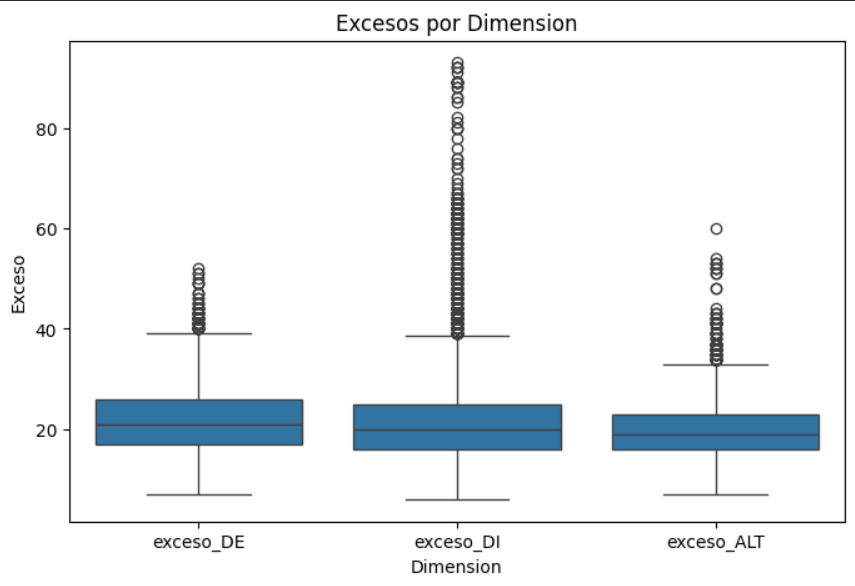 Excesos por Dimension
80
60
40
20
Exceso
exceso_DE
exceso_DI
exceso_ALT
Dimension